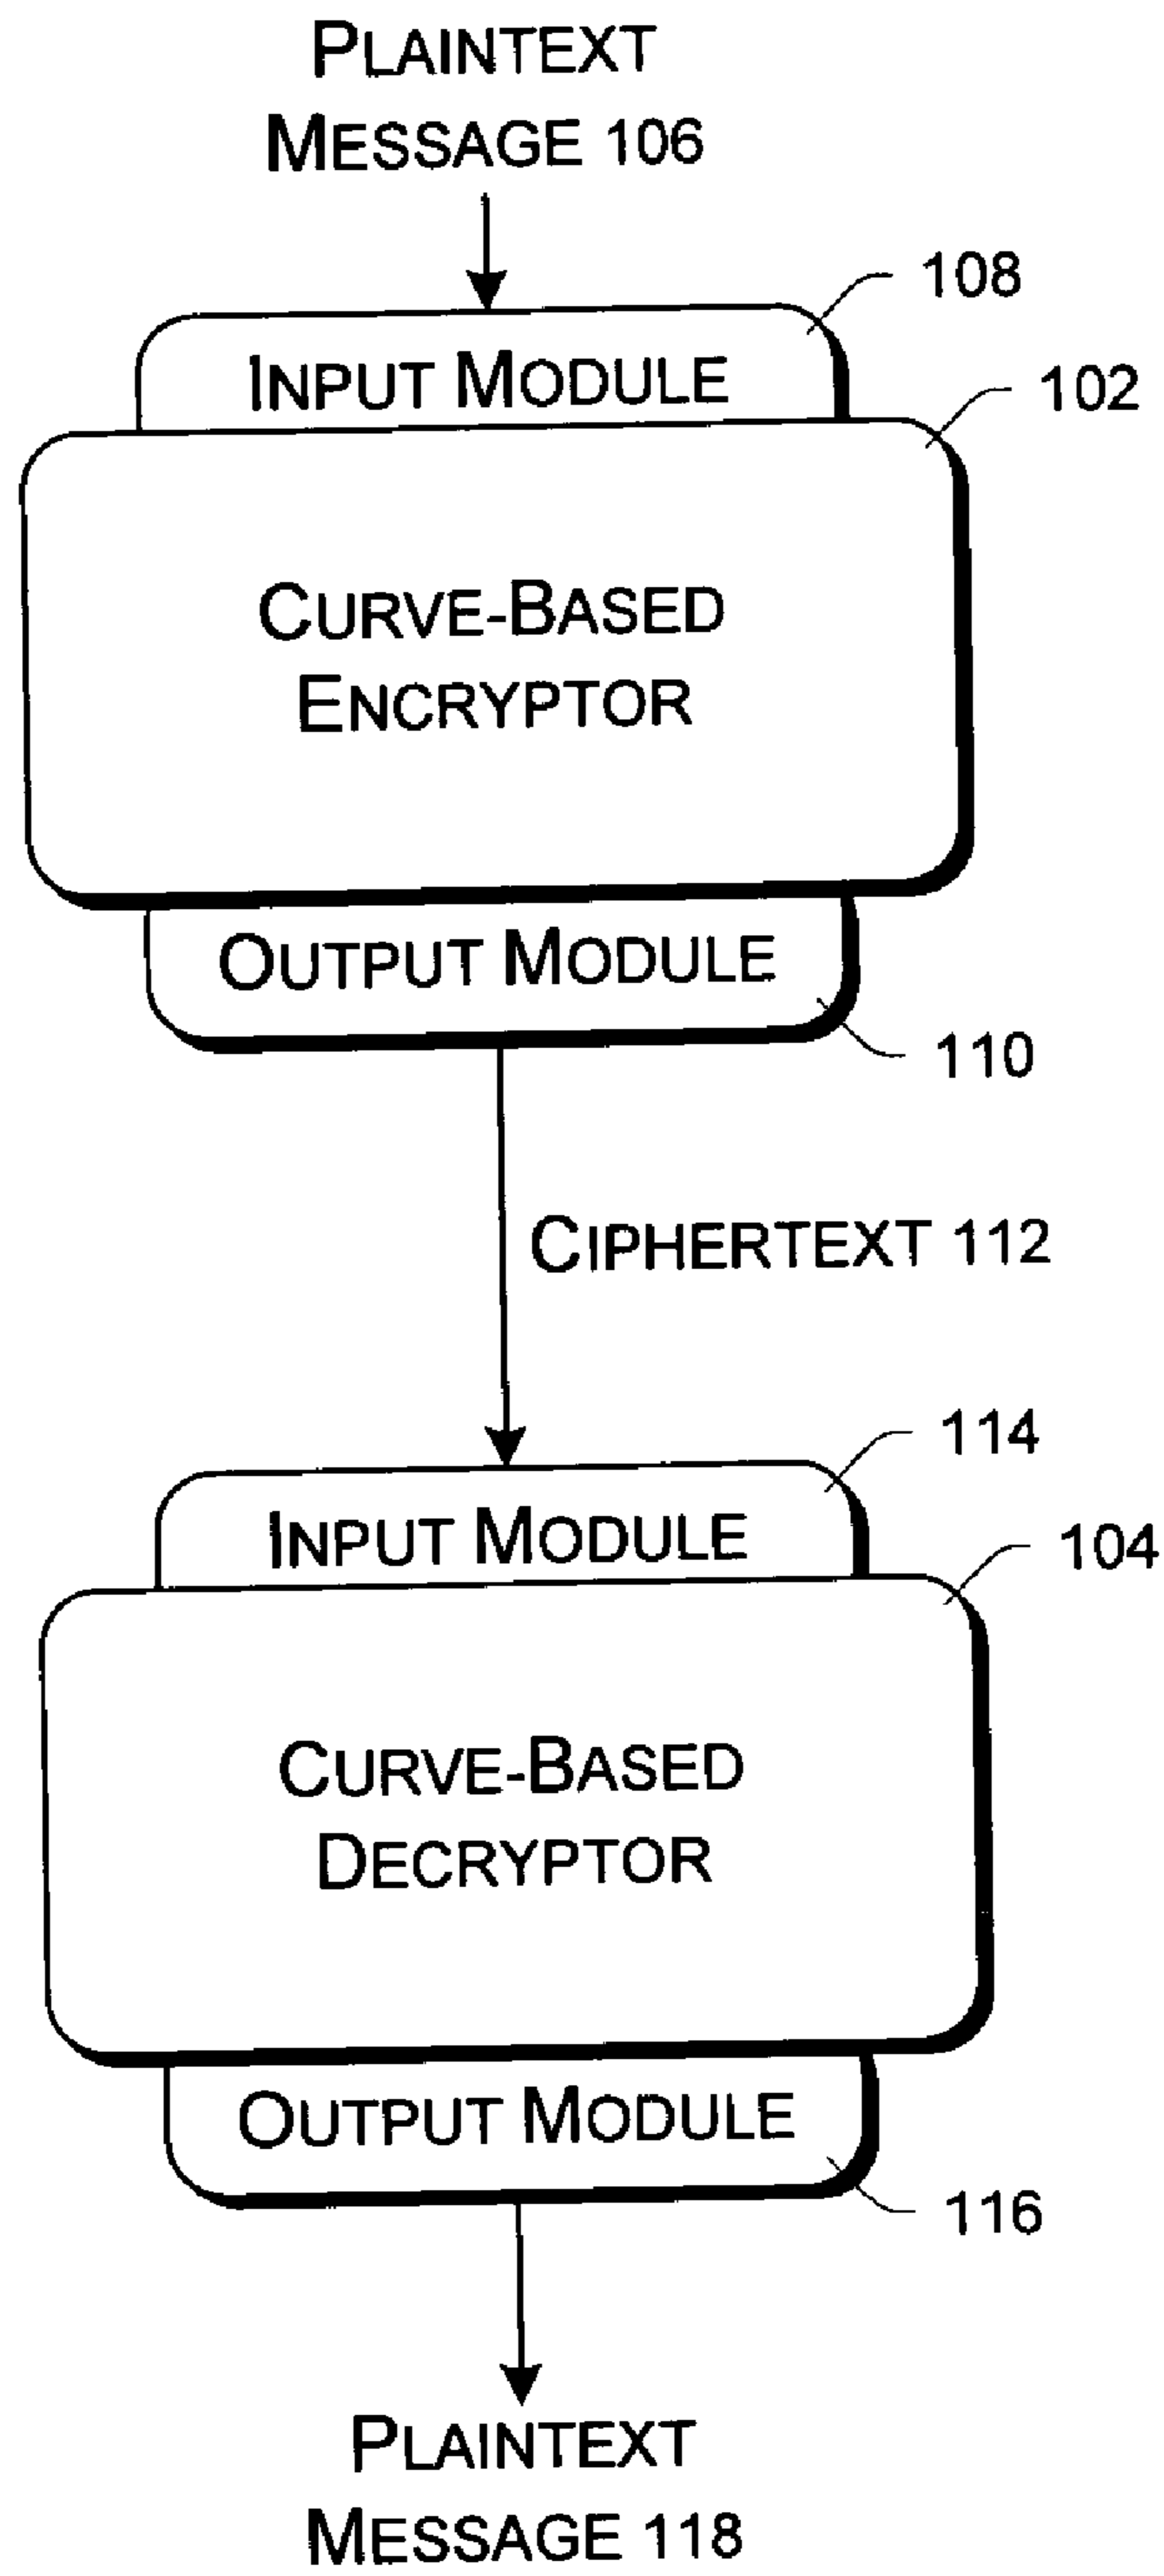 PLAINTEXT
MESSAGE 106
108
INPUT MODULE
102
CURVE-BASED
ENCRYPTOR
OUTPUT MODULE
110
CIPHERTEXT 112
114
INPUT MODULE
104
CURVE-BASED
DECRYPTOR
OUTPUT MODULE
116
PLAINTEXT
MESSAGE 118